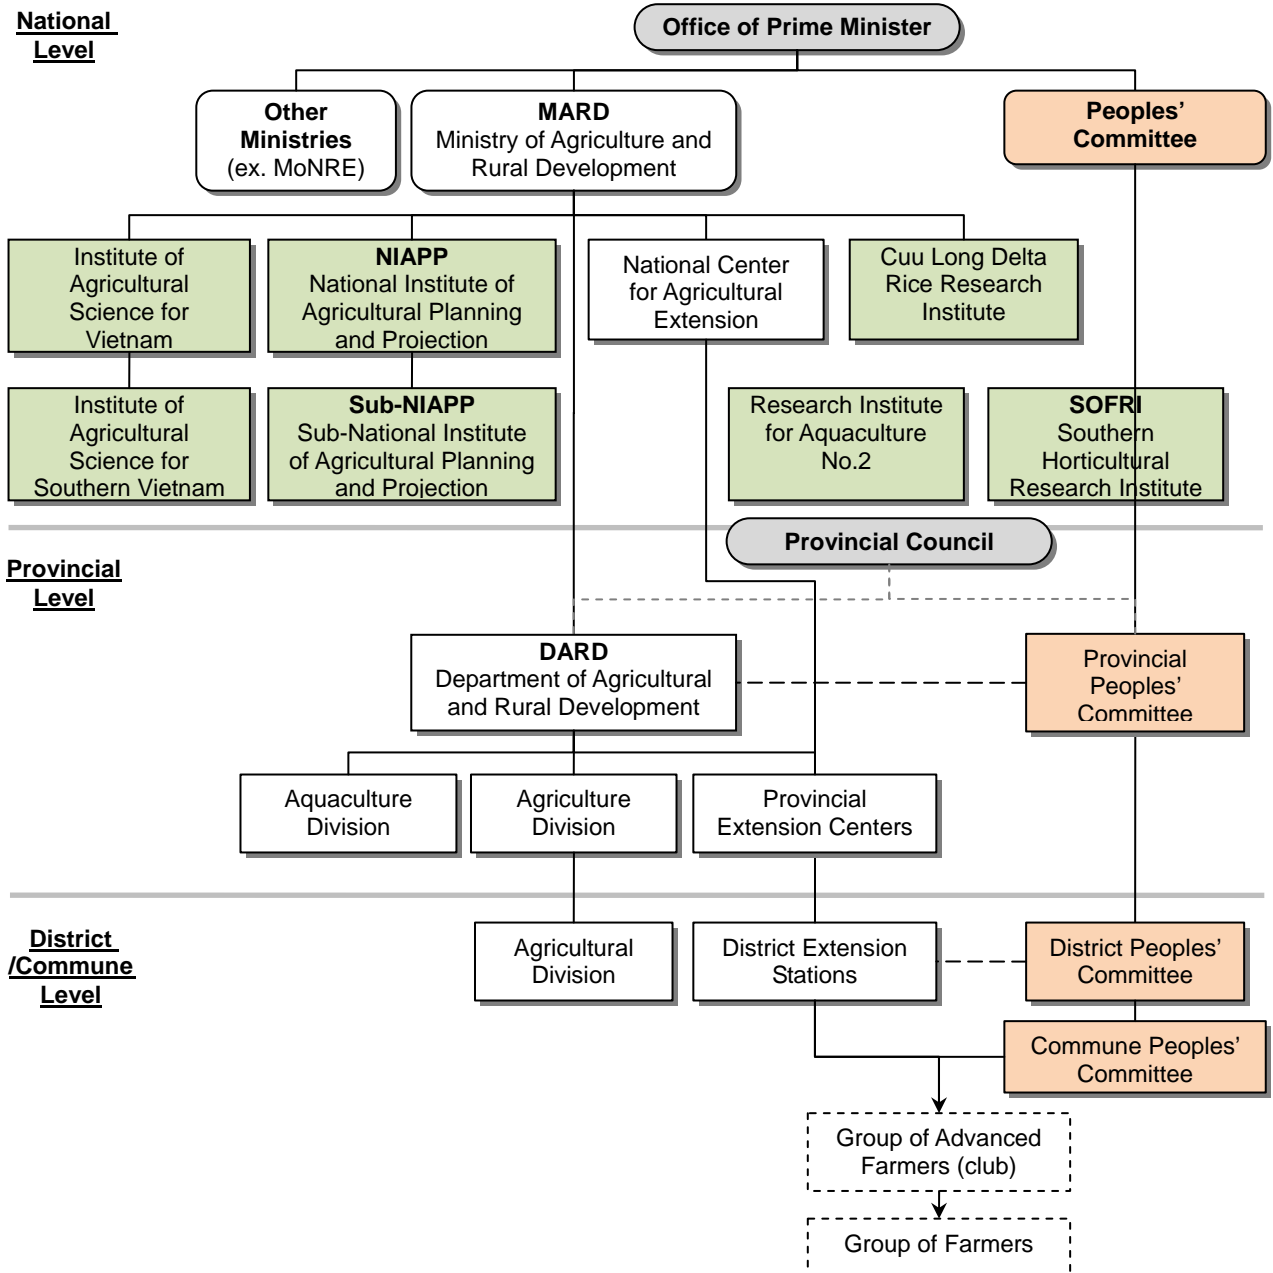 National
Level
Office of Prime Minister
Other
Ministries
(ex. MoNRE)
MARD
Ministry of Agriculture and
Rural Development
Peoples’
Committee
Institute of
Agricultural
Science for
Vietnam
NIAPP
National Institute of
Agricultural Planning
and Projection
National Center
for Agricultural
Extension
Cuu Long Delta
Rice Research
Institute
Institute of
Agricultural
Science for
Southern Vietnam
Sub-NIAPP
Sub-National Institute
of Agricultural Planning
and Projection
Research Institute
for Aquaculture
No.2
SOFRI
Southern
Horticultural
Research Institute
Provincial
Level
Provincial Council
DARD
Department of Agricultural
and Rural Development
Provincial
Peoples’
Committee
Aquaculture
Division
Agriculture
Division
Provincial
Extension Centers
District
/Commune
Level
Agricultural
Division
District Extension
Stations
District Peoples’
Committee
Commune Peoples’
Committee
Group of Advanced
Farmers (club)
Group of Farmers